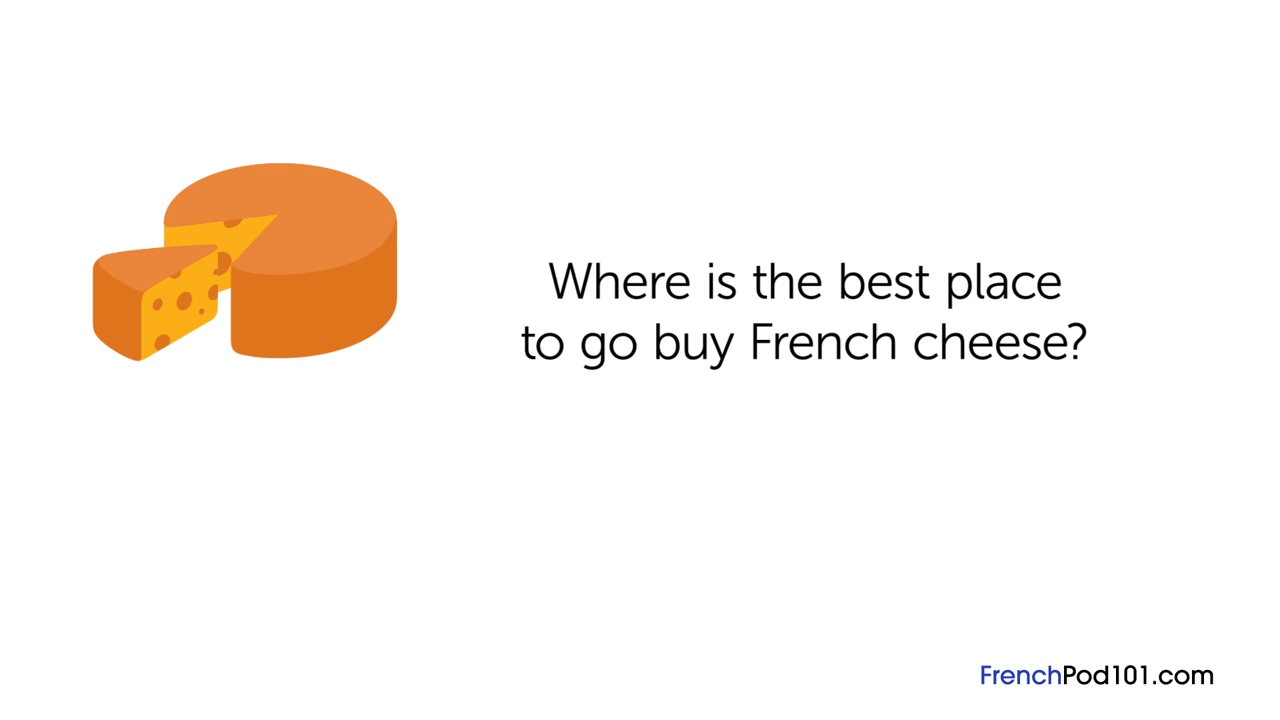 Where is the best place
to go buy French cheese?
FrenchPod101.com